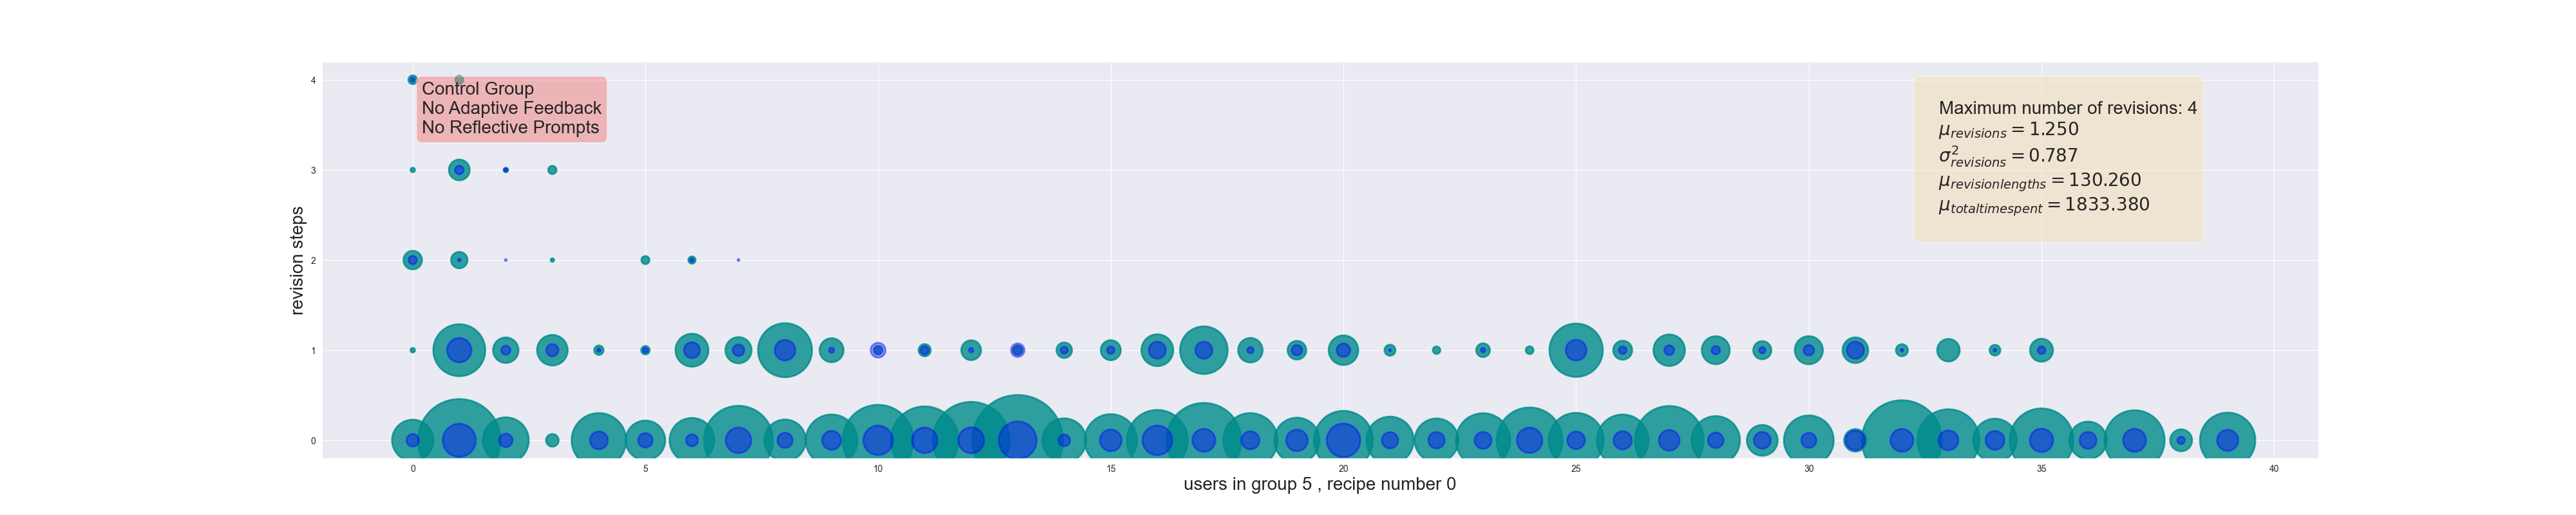 4
3
2
1
0
revision steps
Control Group
No Adaptive Feedback
No Reflective Prompts
Maximum number of revisions: 4
μrevisions = 1.250
σ²revisions = 0.787
μrevisionlengths = 130.260
μtotaltimespent = 1833.380
0 5 10 15 20 25 30 35 40
users in group 5 , recipe number 0